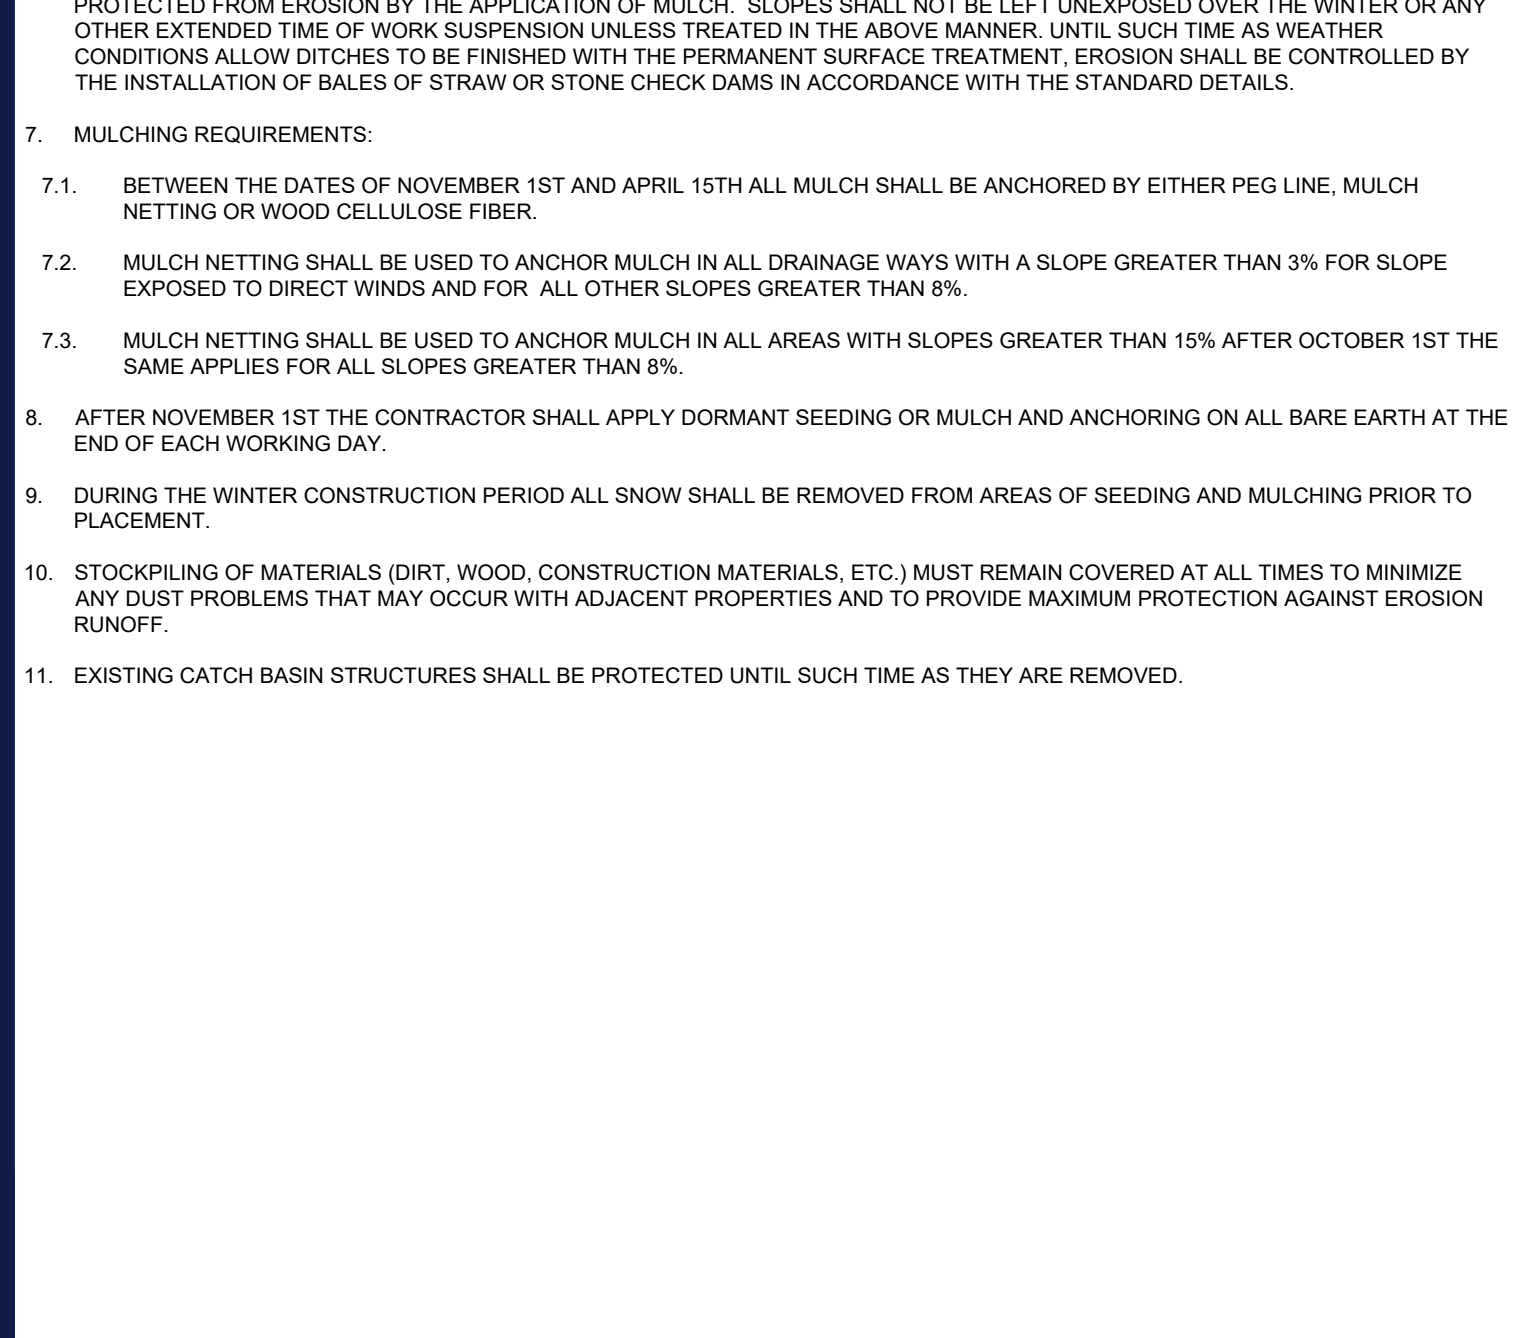 PROTECTED FROM EROSION BY THE APPLICATION OF MULCH.  SLOPES SHALL NOT BE LEFT UNEXPOSED OVER THE WINTER OR ANY
OTHER EXTENDED TIME OF WORK SUSPENSION UNLESS TREATED IN THE ABOVE MANNER. UNTIL SUCH TIME AS WEATHER
CONDITIONS ALLOW DITCHES TO BE FINISHED WITH THE PERMANENT SURFACE TREATMENT, EROSION SHALL BE CONTROLLED BY
THE INSTALLATION OF BALES OF STRAW OR STONE CHECK DAMS IN ACCORDANCE WITH THE STANDARD DETAILS.
7. MULCHING REQUIREMENTS:
7.1. BETWEEN THE DATES OF NOVEMBER 1ST AND APRIL 15TH ALL MULCH SHALL BE ANCHORED BY EITHER PEG LINE, MULCH
NETTING OR WOOD CELLULOSE FIBER.
7.2. MULCH NETTING SHALL BE USED TO ANCHOR MULCH IN ALL DRAINAGE WAYS WITH A SLOPE GREATER THAN 3% FOR SLOPE
EXPOSED TO DIRECT WINDS AND FOR  ALL OTHER SLOPES GREATER THAN 8%.
7.3. MULCH NETTING SHALL BE USED TO ANCHOR MULCH IN ALL AREAS WITH SLOPES GREATER THAN 15% AFTER OCTOBER 1ST THE
SAME APPLIES FOR ALL SLOPES GREATER THAN 8%.
8. AFTER NOVEMBER 1ST THE CONTRACTOR SHALL APPLY DORMANT SEEDING OR MULCH AND ANCHORING ON ALL BARE EARTH AT THE
END OF EACH WORKING DAY.
9. DURING THE WINTER CONSTRUCTION PERIOD ALL SNOW SHALL BE REMOVED FROM AREAS OF SEEDING AND MULCHING PRIOR TO
PLACEMENT.
10. STOCKPILING OF MATERIALS (DIRT, WOOD, CONSTRUCTION MATERIALS, ETC.) MUST REMAIN COVERED AT ALL TIMES TO MINIMIZE
ANY DUST PROBLEMS THAT MAY OCCUR WITH ADJACENT PROPERTIES AND TO PROVIDE MAXIMUM PROTECTION AGAINST EROSION
RUNOFF.
11. EXISTING CATCH BASIN STRUCTURES SHALL BE PROTECTED UNTIL SUCH TIME AS THEY ARE REMOVED.